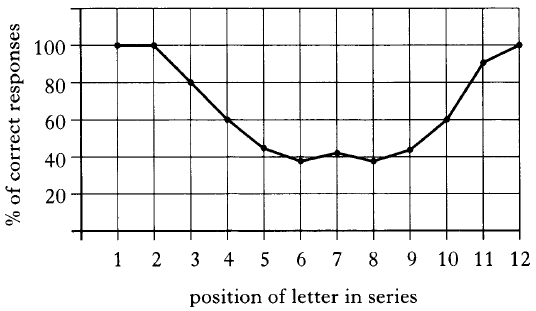 100
80
60
40
20
% of correct responses
1 2 3 4 5 6 7 8 9 10 11 12
position of letter in series